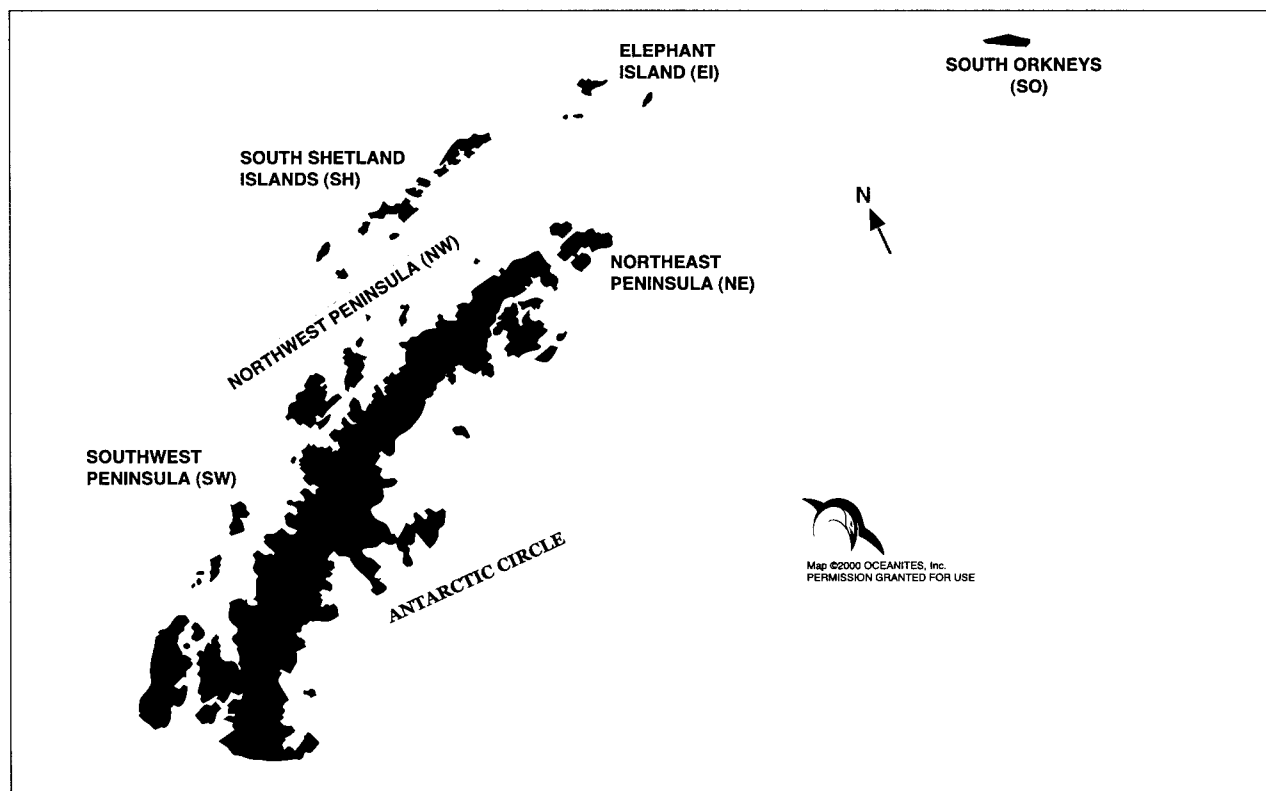 ELEPHANT
ISLAND (EI)
SOUTH ORKNEYS
(SO)
SOUTH SHETLAND
ISLANDS (SH)
N
NORTHWEST PENINSULA (NW)
NORTHEAST
PENINSULA (NE)
SOUTHWEST
PENINSULA (SW)
ANTARCTIC CIRCLE
Map ©2000 OCEANITES, Inc.
PERMISSION GRANTED FOR USE